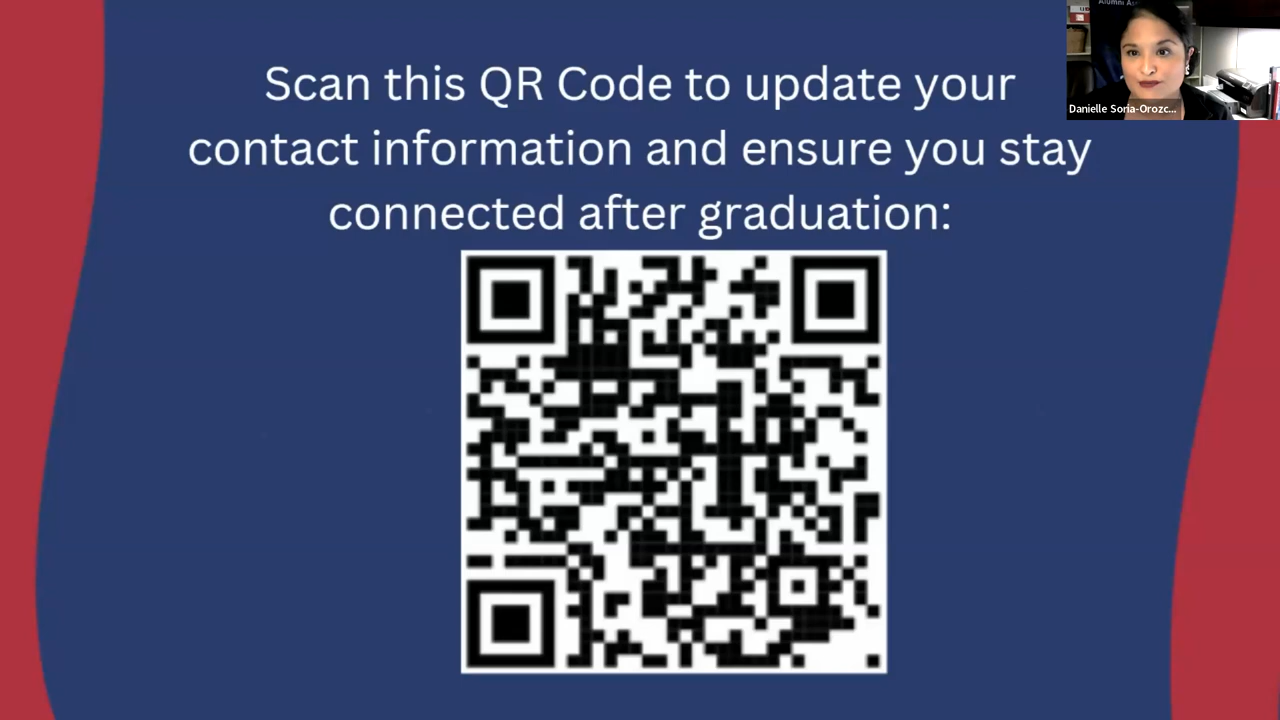 Scan this QR Code to update your
contact information and ensure you stay
connected after graduation:
Alumni
Danielle Soria-Orozc...